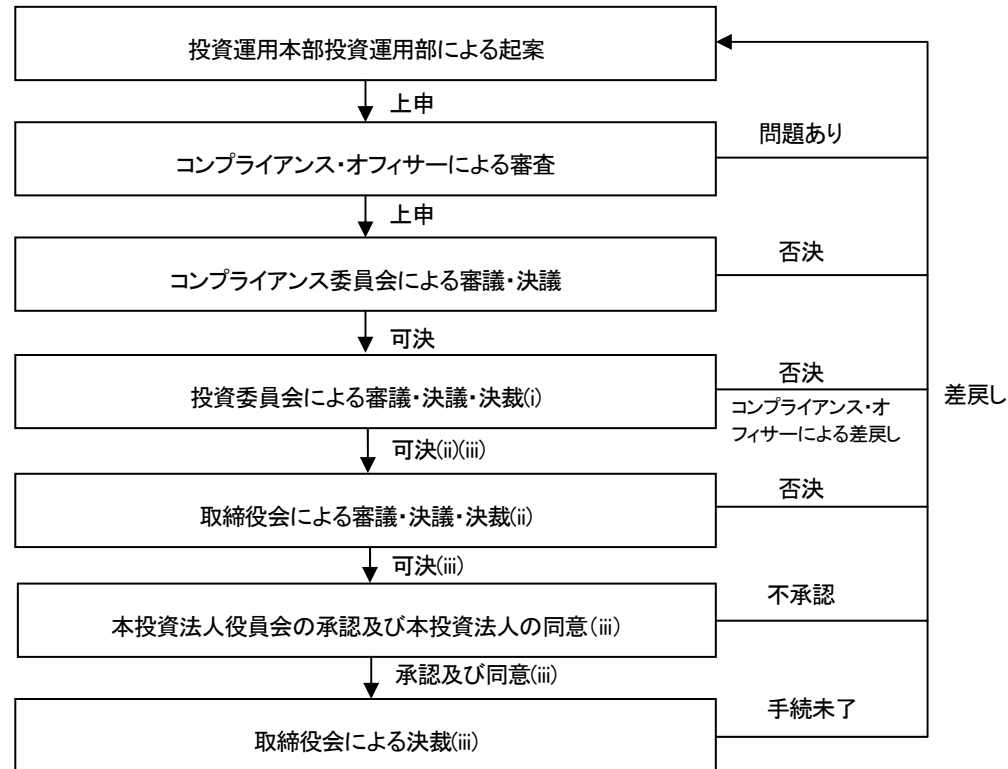 投資運用本部投資運用部による起案
上申
問題あり
コンプライアンス・オフィサーによる審査
上申
否決
コンプライアンス委員会による審議・決議
可決
否決
投資委員会による審議・決議・決裁(i)
コンプライアンス・オ
フィサーによる差戻し
差戻し
可決(ii)(iii)
否決
取締役会による審議・決議・決裁(ii)
可決(iii)
不承認
本投資法人役員会の承認及び本投資法人の同意(iii)
承認及び同意(iii)
手続未了
取締役会による決裁(iii)